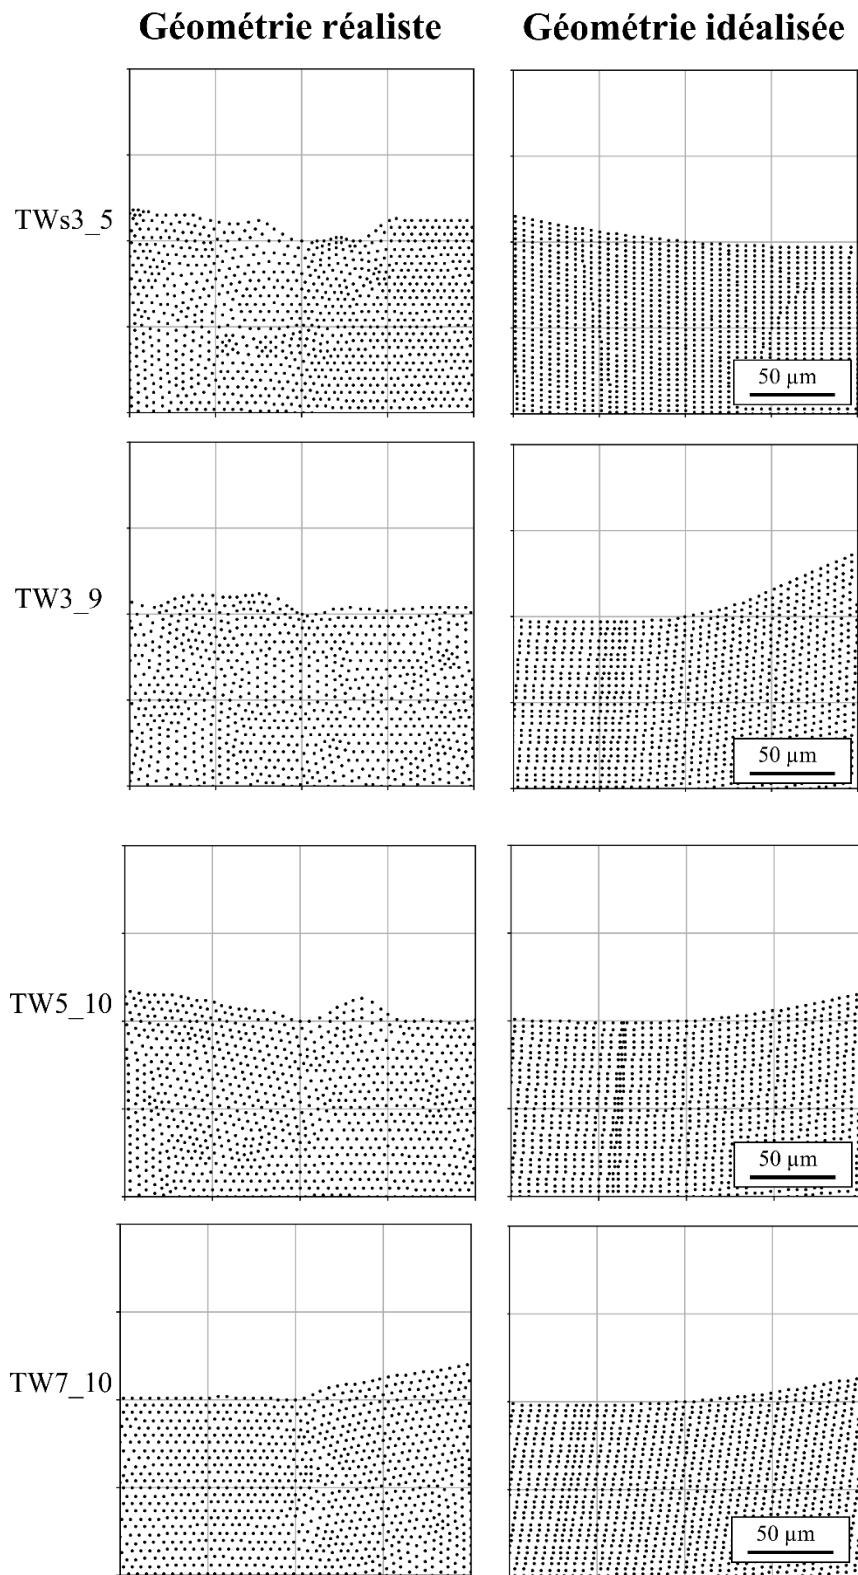 Géométrie réaliste
Géométrie idéalisée
TWs3_5
50 µm
TW3_9
50 µm
TW5_10
50 µm
TW7_10
50 µm